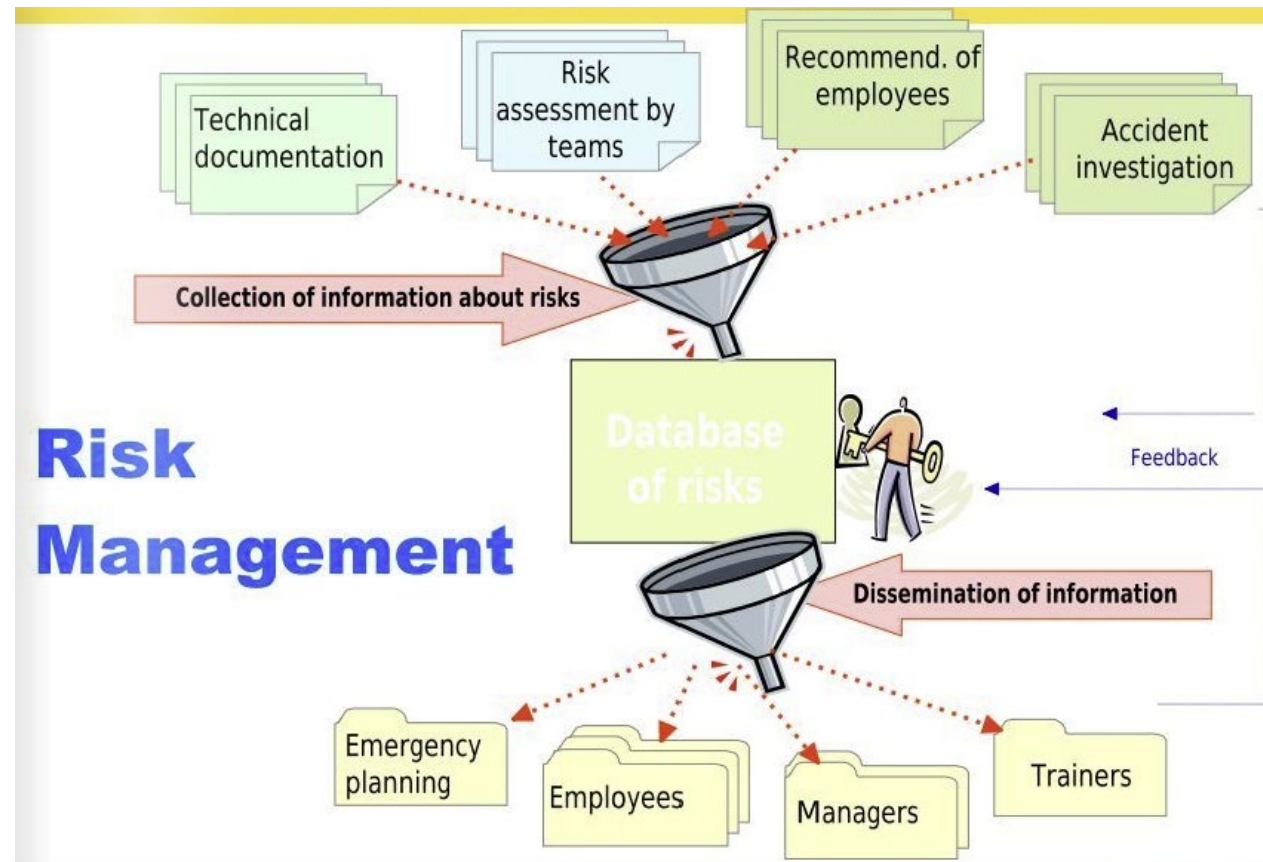 Technical
documentation
Risk
assessment by
teams
Recommend. of
employees
Accident
investigation
Collection of information about risks
Database
of risks
Risk
Management
Feedback
Dissemination of information
Emergency
planning
Employees
Managers
Trainers